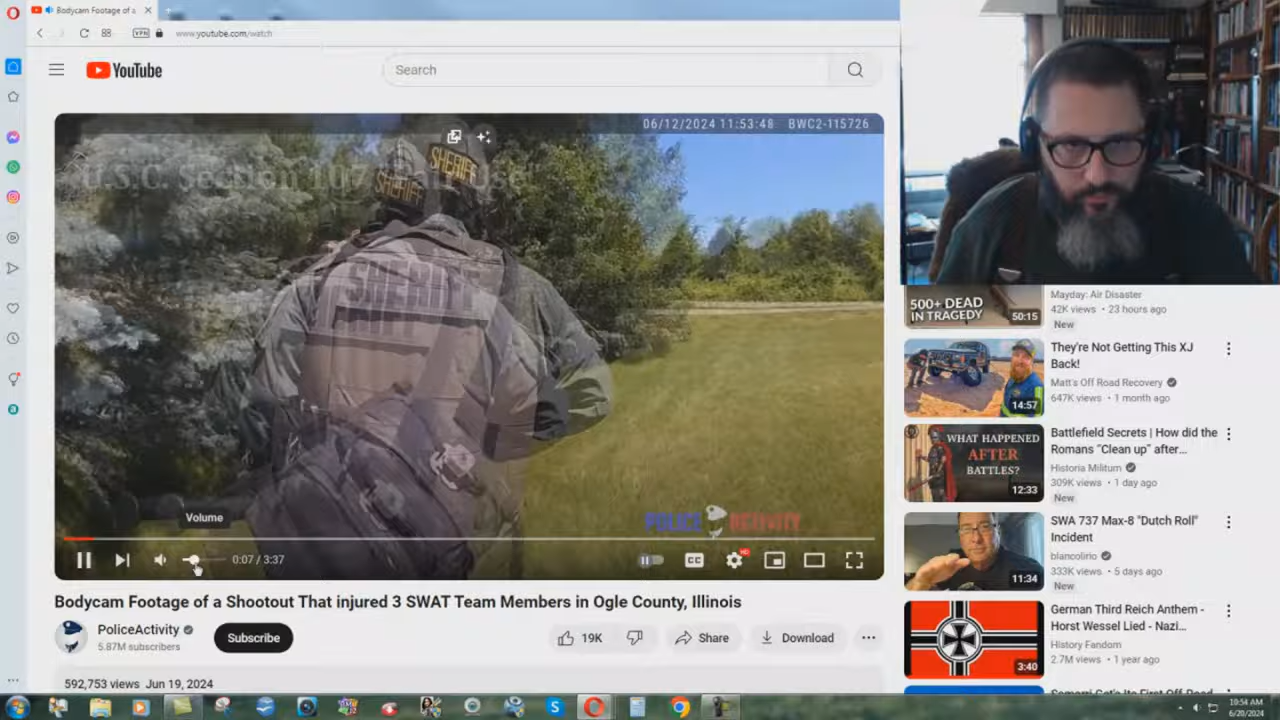 Bodycam Footage of a
VPN
www.youtube.com/watch
YouTube
Search
06/12/2024 11:53:48 BWC2-115726
U.S.C. Section 107
SHERIFF
SHERIFF
SHERIFF
POLICE ACTIVITY
Volume
0:07 / 3:37
CC
HD
Bodycam Footage of a Shootout That injured 3 SWAT Team Members in Ogle County, Illinois
PoliceActivity
5.87M subscribers
Subscribe
19K
Share
Download
592,753 views Jun 19, 2024
500+ DEAD
IN TRAGEDY
50:15
Mayday: Air Disaster
42K views • 23 hours ago
New
14:57
They're Not Getting This XJ
Back!
Matt's Off Road Recovery
647K views • 1 month ago
WHAT HAPPENED
AFTER
BATTLES?
12:33
Battlefield Secrets | How did the
Romans "Clean up" after...
Historia Militum
309K views • 1 day ago
New
11:34
SWA 737 Max-8 "Dutch Roll"
Incident
blancolirio
333K views • 5 days ago
New
3:40
German Third Reich Anthem -
Horst Wessel Lied - Nazi...
History Fandom
2.7M views • 1 year ago
10:54 AM
6/20/2024